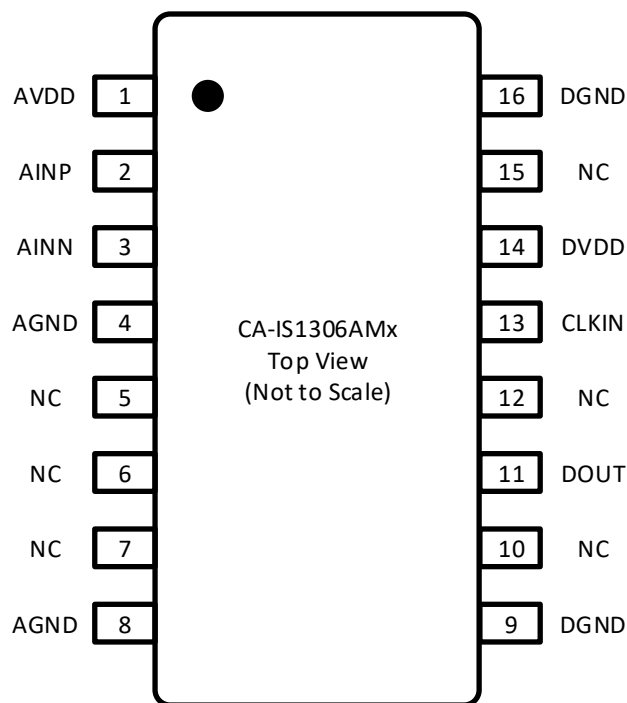 AVDD 1 16 DGND
AINP 2 15 NC
AINN 3 14 DVDD
AGND 4 13 CLKIN
CA-IS1306AMx
Top View
(Not to Scale)
NC 5 12 NC
NC 6 11 DOUT
NC 7 10 NC
AGND 8 9 DGND